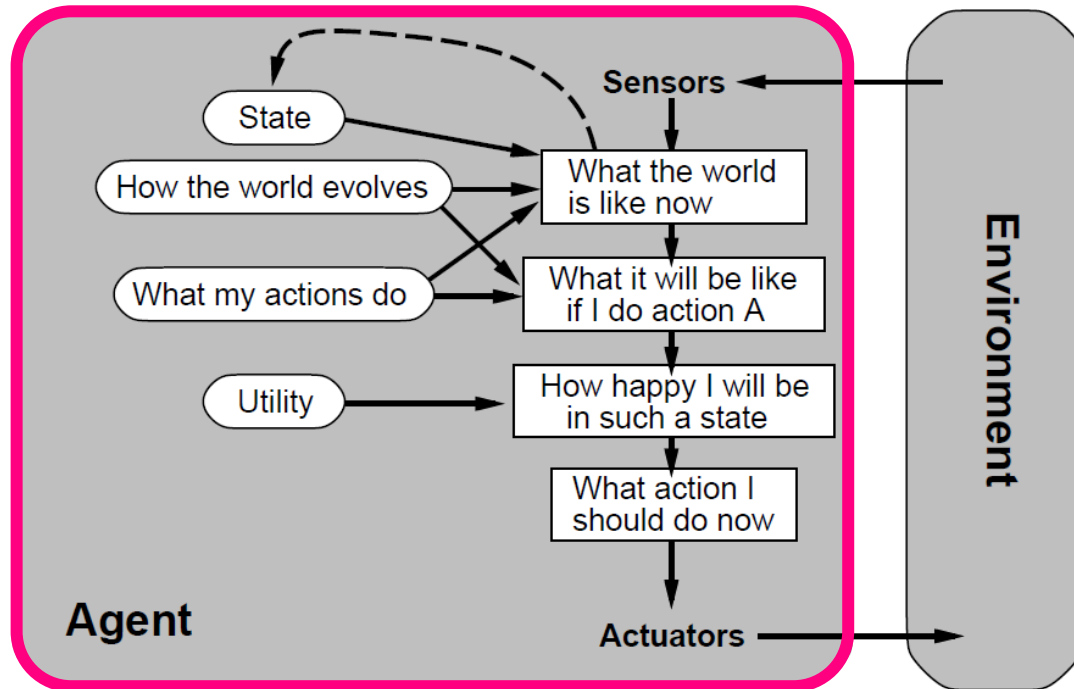 Sensors
State
What the world
is like now
How the world evolves
What it will be like
if I do action A
What my actions do
How happy I will be
in such a state
Utility
What action I
should do now
Agent
Actuators
Environment